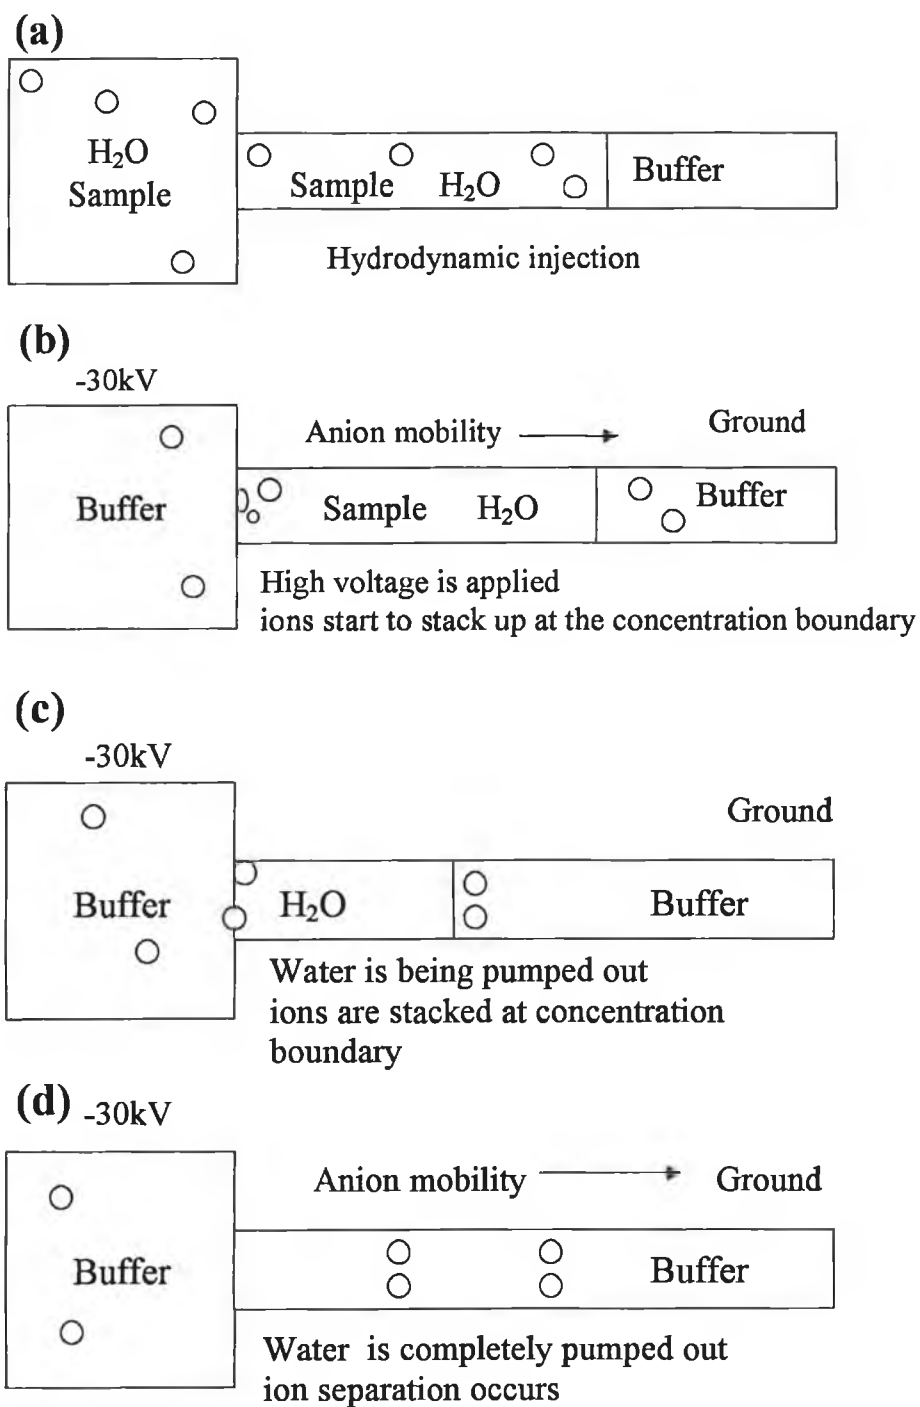 (a)
H₂O
Sample
Sample H₂O
Buffer
Hydrodynamic injection
(b)
-30kV
Anion mobility
Ground
Buffer
Sample H₂O
Buffer
High voltage is applied
ions start to stack up at the concentration boundary
(c)
-30kV
Ground
Buffer
H₂O
Buffer
Water is being pumped out
ions are stacked at concentration
boundary
(d)
-30kV
Anion mobility
Ground
Buffer
Buffer
Water is completely pumped out
ion separation occurs